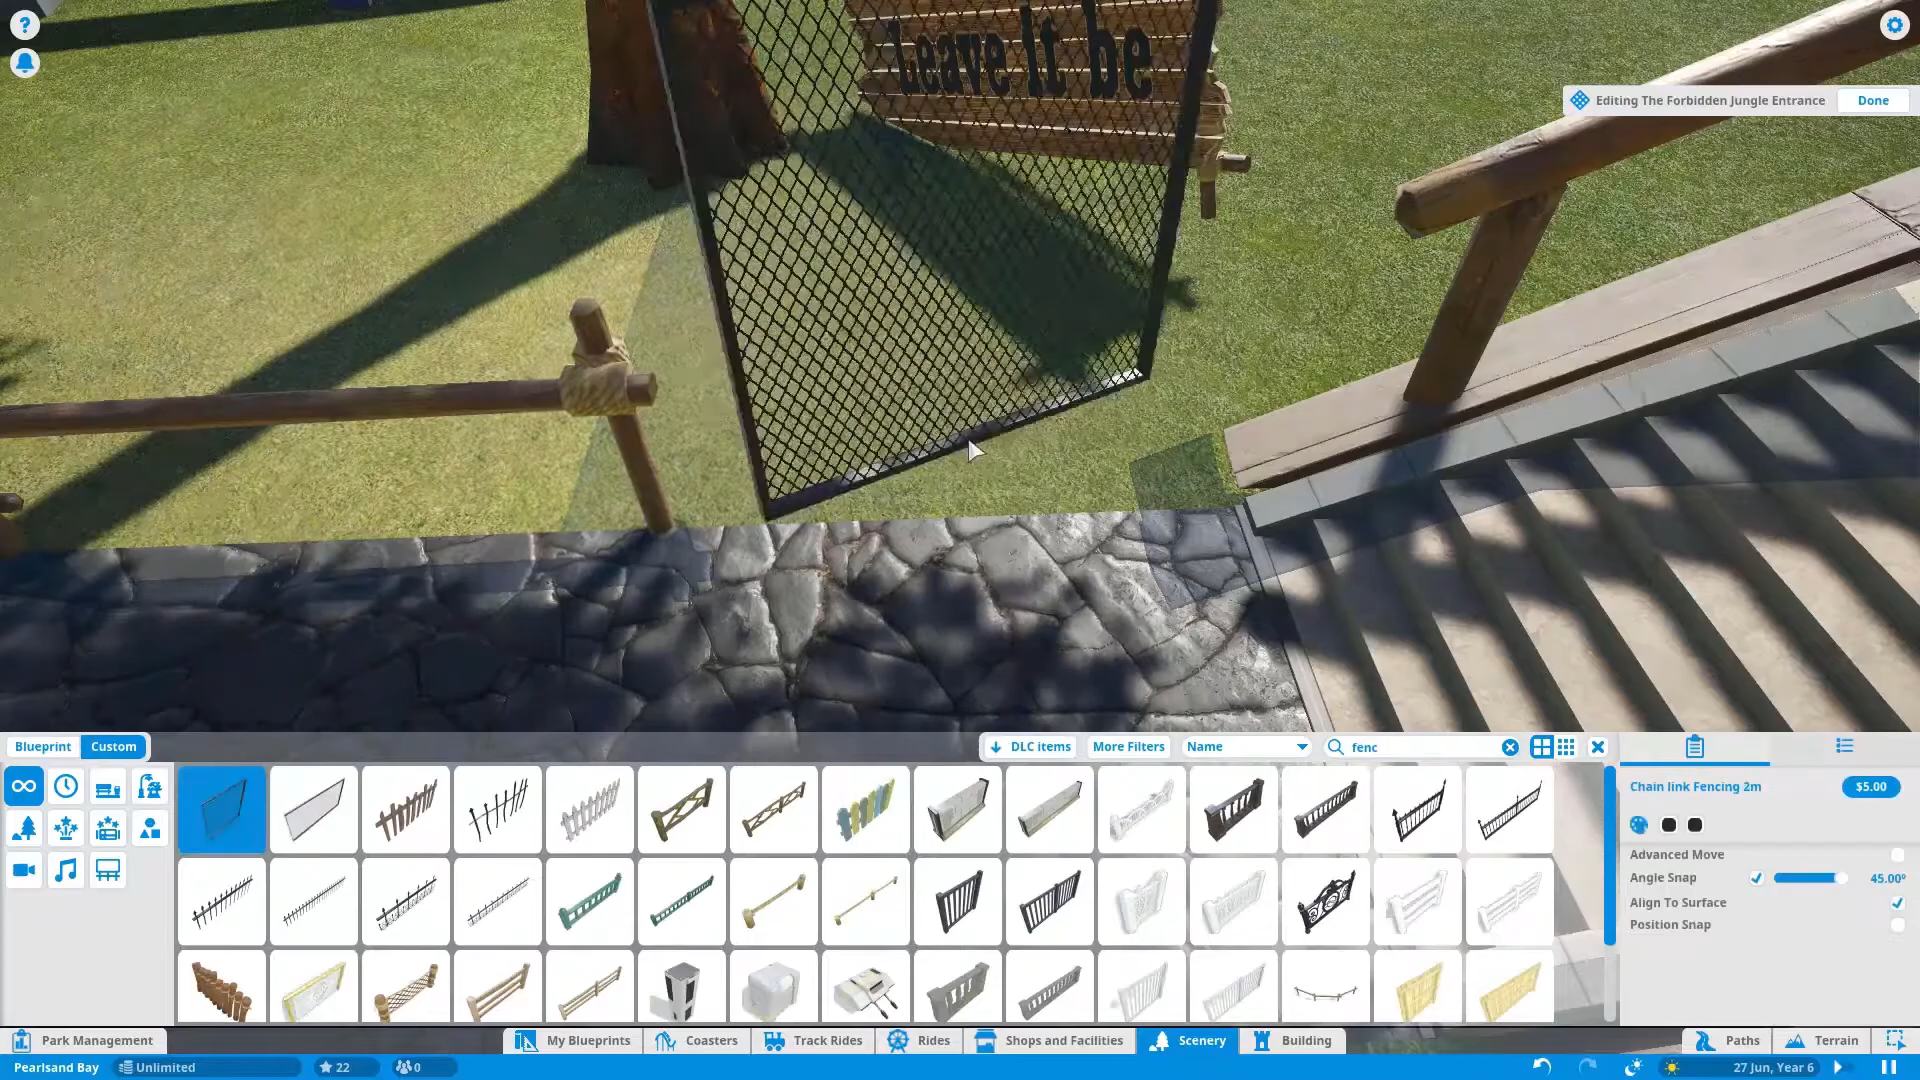 ?
Leave it be
Editing The Forbidden Jungle Entrance
Done
Blueprint
Custom
DLC items
More Filters
Name
fenc
Chain link Fencing 2m
$5.00
Advanced Move
Angle Snap
45.00º
Align To Surface
Position Snap
Park Management
My Blueprints
Coasters
Track Rides
Rides
Shops and Facilities
Scenery
Building
Paths
Terrain
Pearlsand Bay
Unlimited
22
0
27 Jun, Year 6